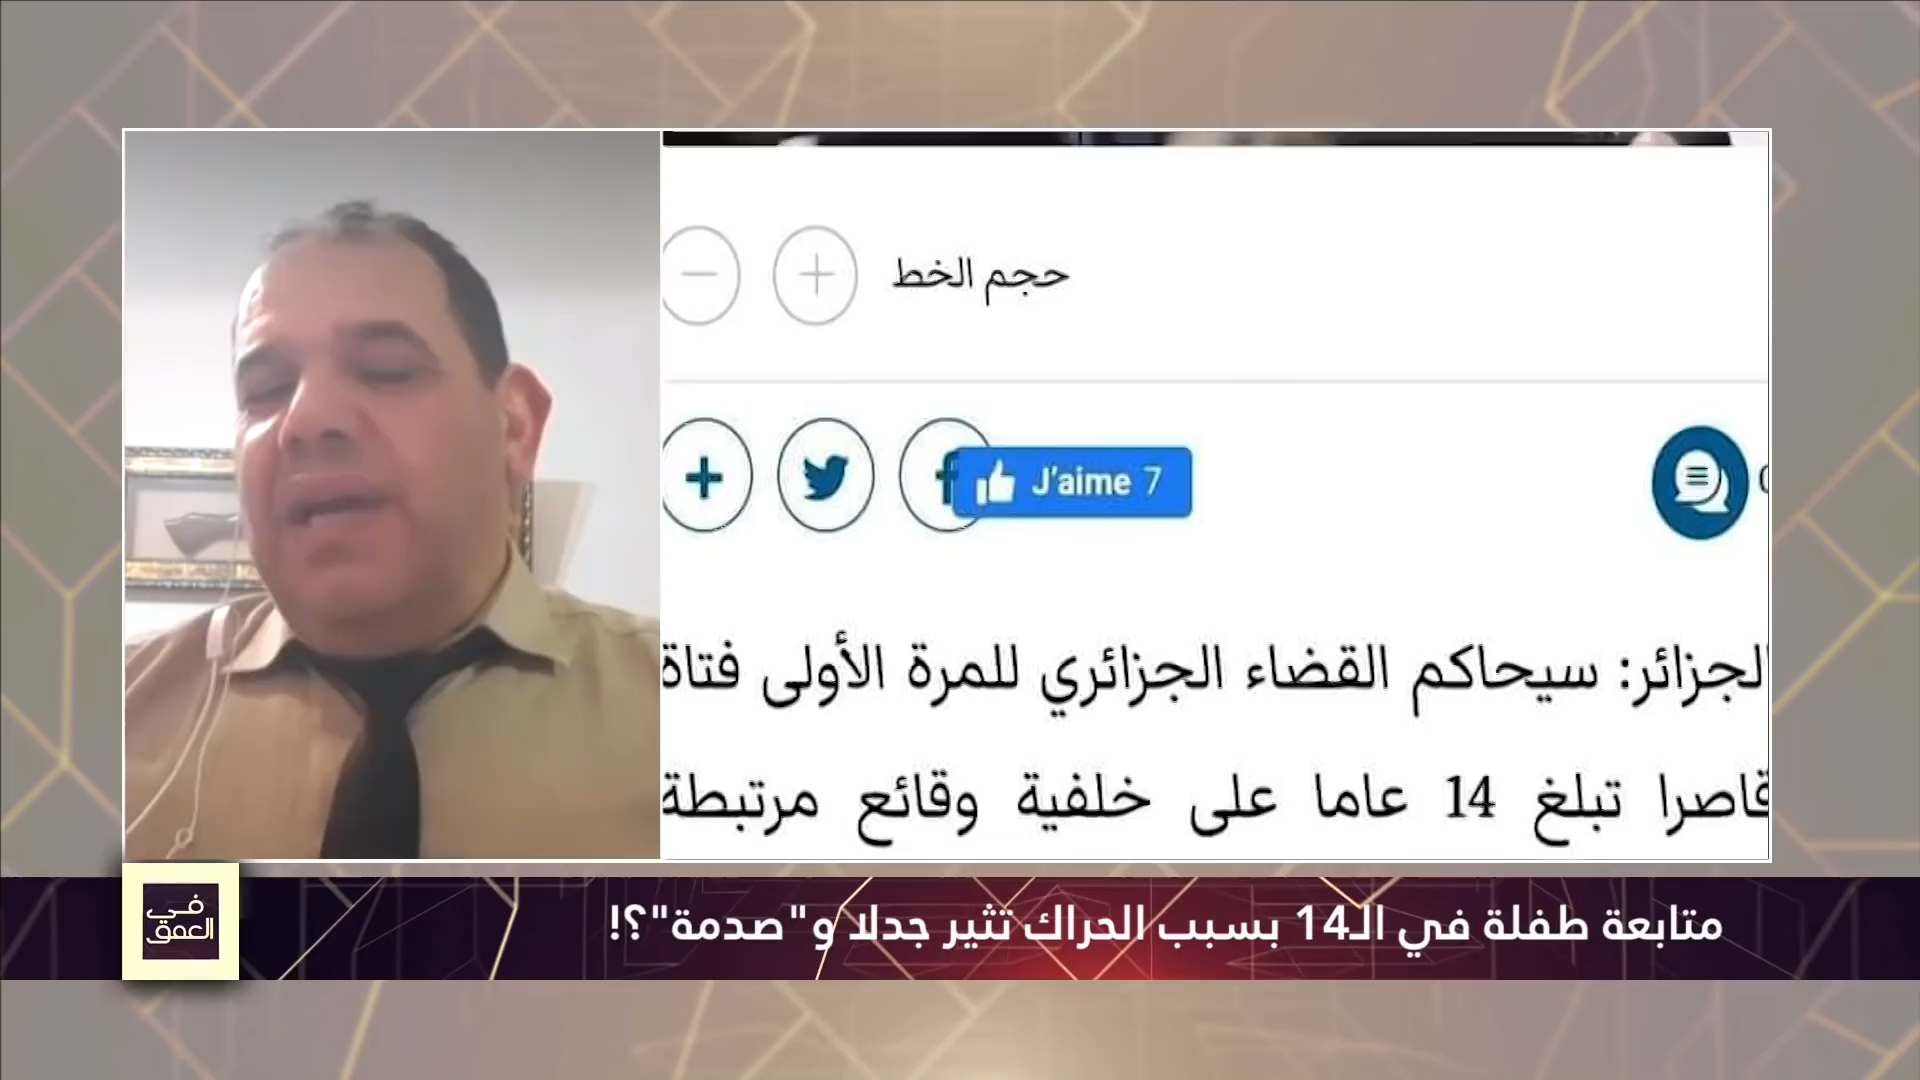 حجم الخط
J'aime 7
الجزائر: سيحاكم القضاء الجزائري للمرة الأولى فتاة
قاصرا تبلغ 14 عاما على خلفية وقائع مرتبطة
متابعة طفلة في الـ14 بسبب الحراك تثير جدلا و"صدمة"؟!
في العمق